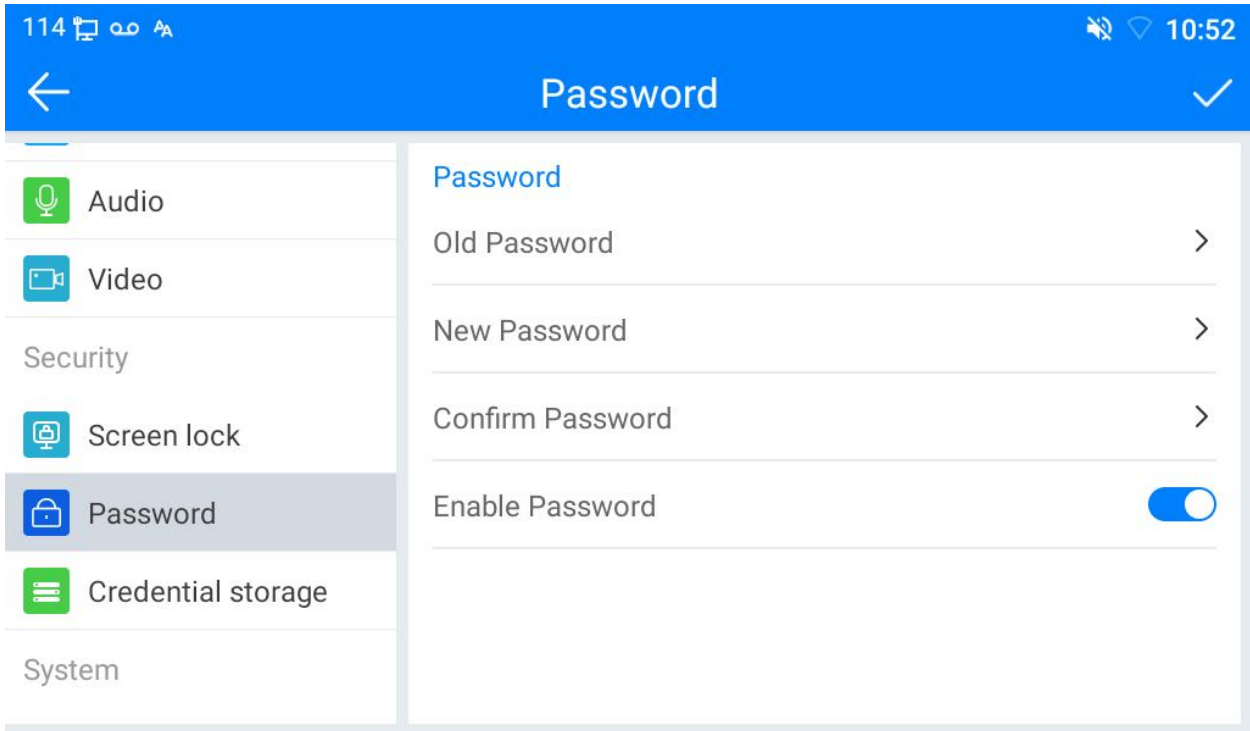 114 AA 10:52
Password
Audio
Video
Security
Screen lock
Password
Credential storage
System
Password
Old Password
New Password
Confirm Password
Enable Password